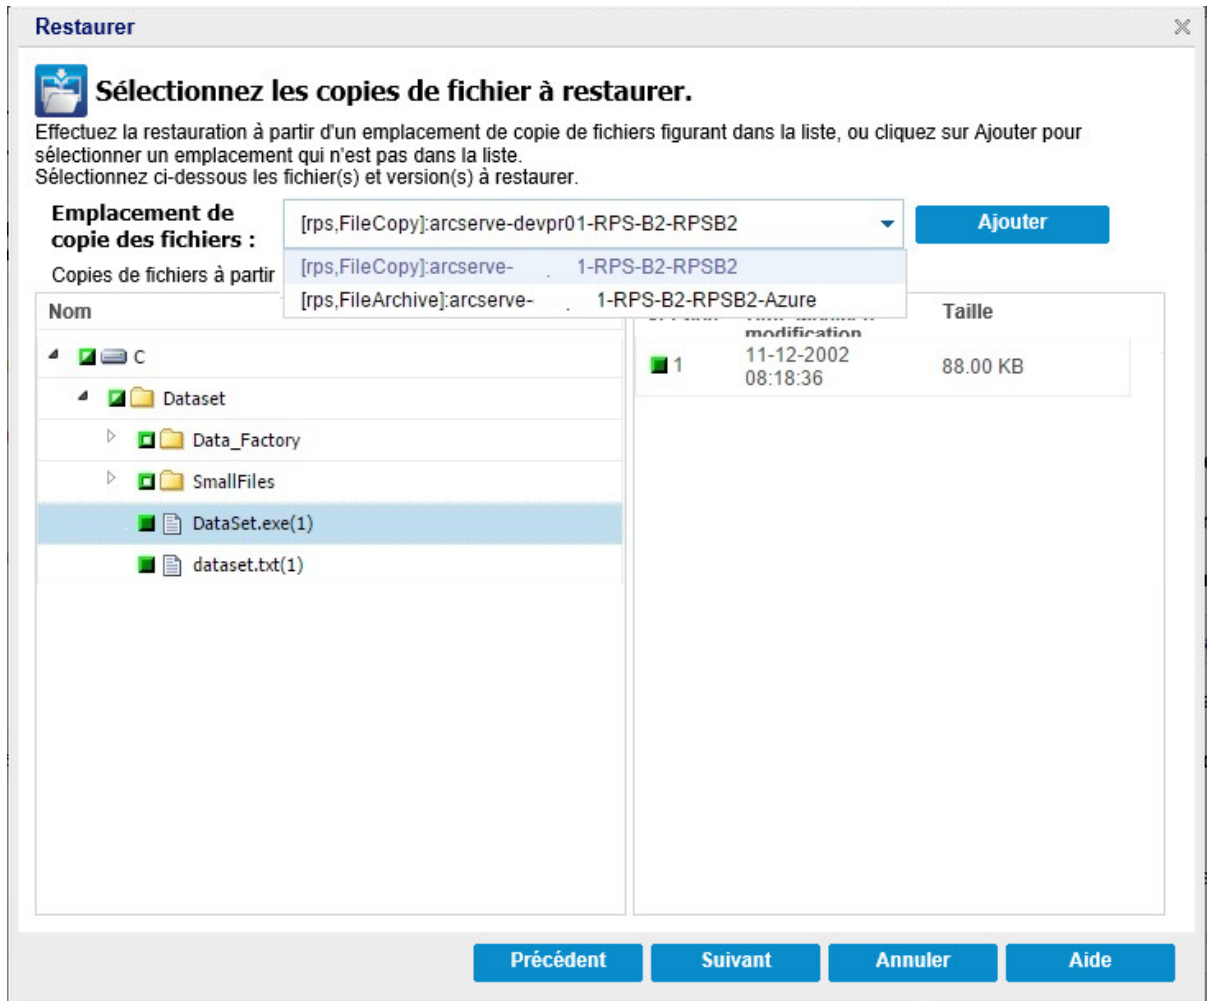 Restaurer
Sélectionnez les copies de fichier à restaurer.
Effectuez la restauration à partir d'un emplacement de copie de fichiers figurant dans la liste, ou cliquez sur Ajouter pour
sélectionner un emplacement qui n'est pas dans la liste.
Sélectionnez ci-dessous les fichier(s) et version(s) à restaurer.
Emplacement de
copie des fichiers :
[rps,FileCopy]:arcserve-devpr01-RPS-B2-RPSB2
Ajouter
[rps,FileCopy]:arcserve- 1-RPS-B2-RPSB2
[rps,FileArchive]:arcserve- 1-RPS-B2-RPSB2-Azure
Copies de fichiers à partir
Nom
modification
Taille
C
Dataset
Data_Factory
SmallFiles
DataSet.exe(1)
dataset.txt(1)
1
11-12-2002
08:18:36
88.00 KB
Précédent
Suivant
Annuler
Aide